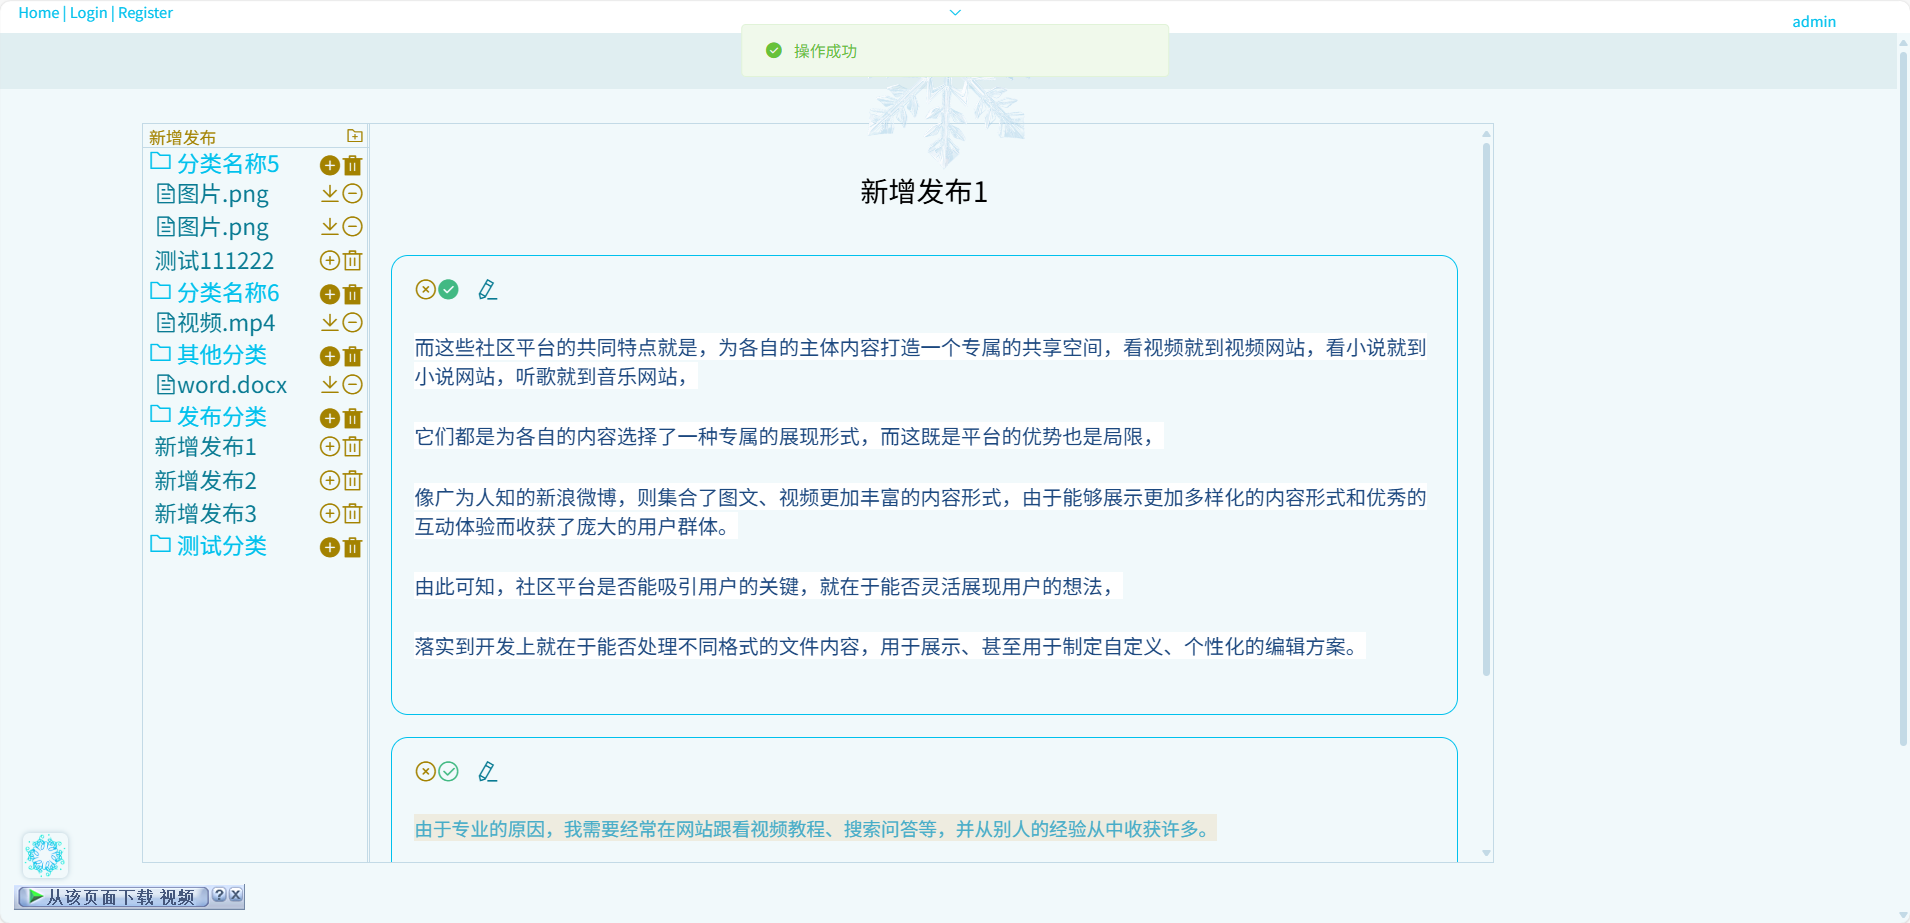 Home | Login | Register
admin
操作成功
新增发布
分类名称5
图片.png
图片.png
测试111222
分类名称6
视频.mp4
其他分类
word.docx
发布分类
新增发布1
新增发布2
新增发布3
测试分类
新增发布1
而这些社区平台的共同特点就是，为各自的主体内容打造一个专属的共享空间，看视频就到视频网站，看小说就到
小说网站，听歌就到音乐网站，
它们都是为各自的内容选择了一种专属的展现形式，而这既是平台的优势也是局限，
像广为人知的新浪微博，则集合了图文、视频更加丰富的内容形式，由于能够展示更加多样化的内容形式和优秀的
互动体验而收获了庞大的用户群体。
由此可知，社区平台是否能吸引用户的关键，就在于能否灵活展现用户的想法，
落实到开发上就在于能否处理不同格式的文件内容，用于展示、甚至用于制定自定义、个性化的编辑方案。
由于专业的原因，我需要经常在网站跟看视频教程、搜索问答等，并从别人的经验从中收获许多。
从该页面下载 视频 ? X